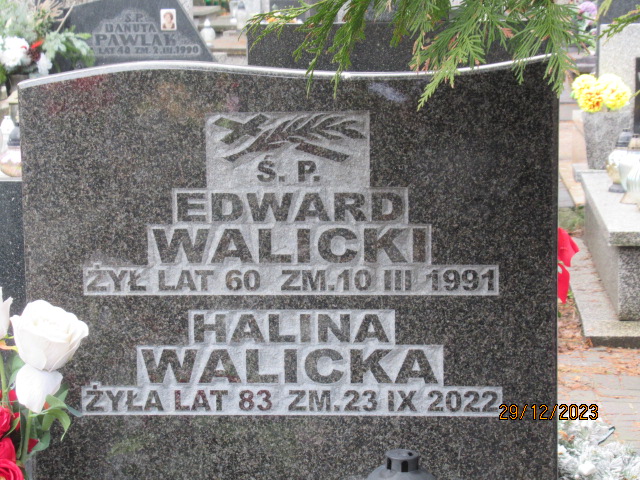 Ś.P.
DANUTA
PAWLAK
Ś. P.
EDWARD
WALICKI
ŻYŁ LAT 60 ZM.10 III 1991
HALINA
WALICKA
ŻYŁA LAT 83 ZM.23 IX 2022
29/12/2023